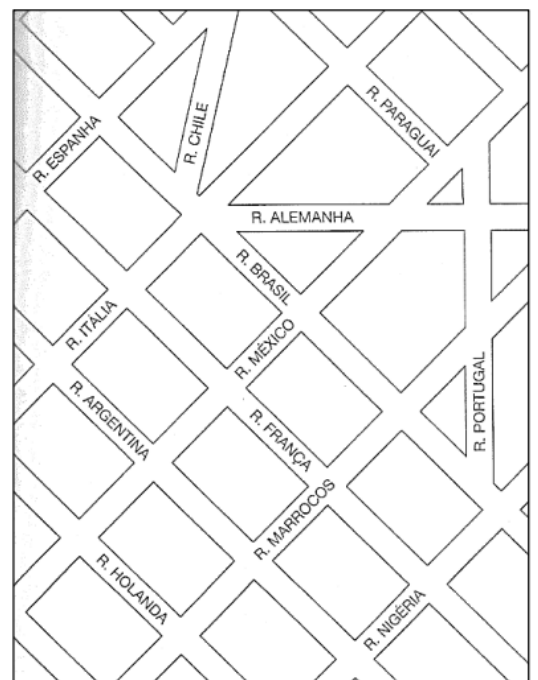 R. PARAGUAI
R. CHILE
R. ESPANHA
R. ALEMANHA
R. BRASIL
R. ITÁLIA
R. MÉXICO
R. PORTUGAL
R. ARGENTINA
R. FRANÇA
R. MARROCOS
R. HOLANDA
R. NIGÉRIA